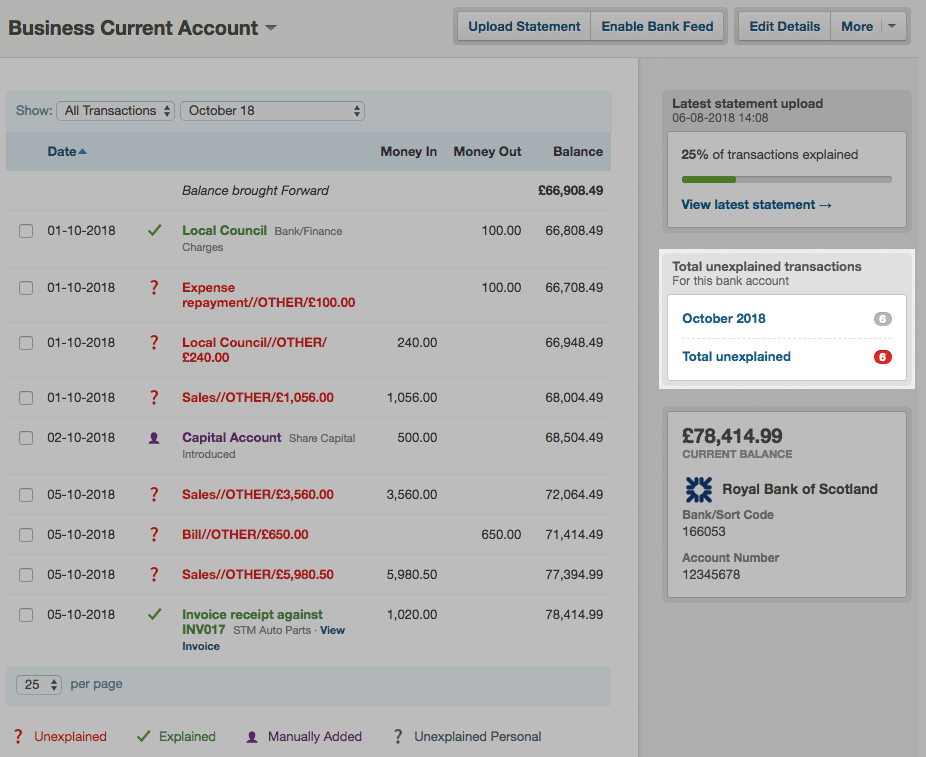 Business Current Account
Upload Statement Enable Bank Feed Edit Details More
Show: All Transactions October 18
Date Money In Money Out Balance
Balance brought Forward £66,908.49
01-10-2018 Local Council Bank/Finance 100.00 66,808.49
Charges
01-10-2018 ? Expense 100.00 66,708.49
repayment//OTHER/£100.00
01-10-2018 ? Local Council//OTHER/ 240.00 66,948.49
£240.00
01-10-2018 ? Sales//OTHER/£1,056.00 1,056.00 68,004.49
02-10-2018 Capital Account Share Capital 500.00 68,504.49
Introduced
05-10-2018 ? Sales//OTHER/£3,560.00 3,560.00 72,064.49
05-10-2018 ? Bill//OTHER/£650.00 650.00 71,414.49
05-10-2018 ? Sales//OTHER/£5,980.50 5,980.50 77,394.99
05-10-2018 Invoice receipt against 1,020.00 78,414.99
INV017 STM Auto Parts · View
Invoice
25 per page
? Unexplained Explained Manually Added ? Unexplained Personal
Latest statement upload
06-08-2018 14:08
25% of transactions explained
View latest statement →
Total unexplained transactions
For this bank account
October 2018 6
Total unexplained 6
£78,414.99
CURRENT BALANCE
Royal Bank of Scotland
Bank/Sort Code
166053
Account Number
12345678